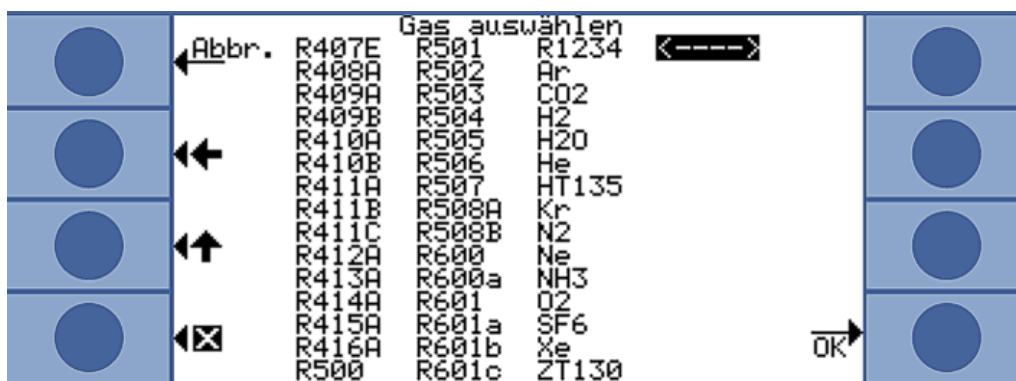 Gas auswählen
Abbr. R407E R501 R1234 <---->
R408A R502 Ar
R409A R503 CO2
R409B R504 H2
R410A R505 H2O
R410B R506 He
R411A R507 HT135
R411B R508A Kr
R411C R508B N2
R412A R600 Ne
R413A R600a NH3
R414A R601 O2
R415A R601a SF6
R416A R601b Xe
R500 R601c ZT130
OK